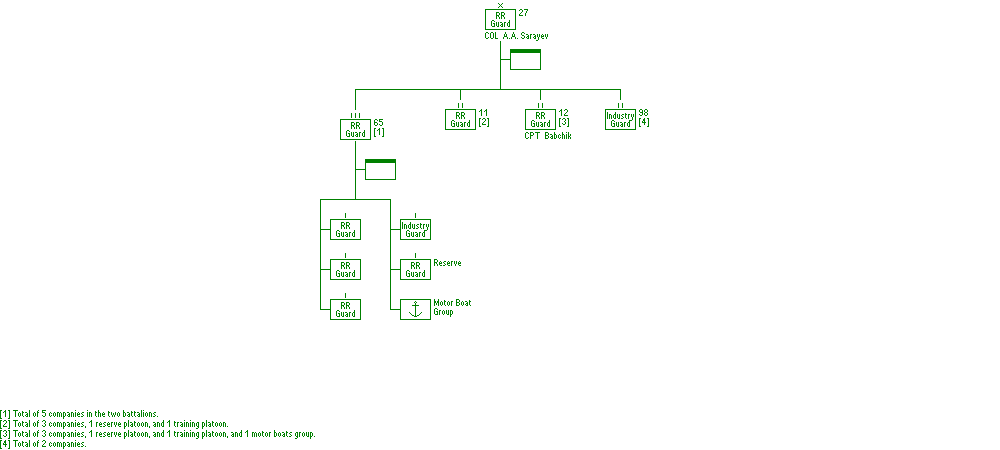 27
RR
Guard
COL A.A. Sarayev
65
[1]
RR
Guard
11
[2]
RR
Guard
12
[3]
RR
Guard
CPT Babchik
98
[4]
Industry
Guard
RR
Guard
Industry
Guard
RR
Guard
RR
Guard
Reserve
RR
Guard
Motor Boat
Group
[1] Total of 5 companies in the two battalions.
[2] Total of 3 companies, 1 reserve platoon, and 1 training platoon.
[3] Total of 3 companies, 1 reserve platoon, and 1 training platoon, and 1 motor boats group.
[4] Total of 2 companies.